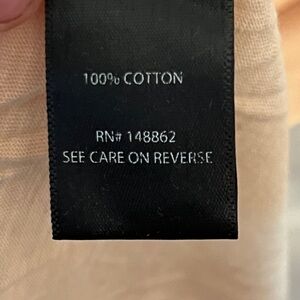 100% COTTON
RN# 148862
SEE CARE ON REVERSE